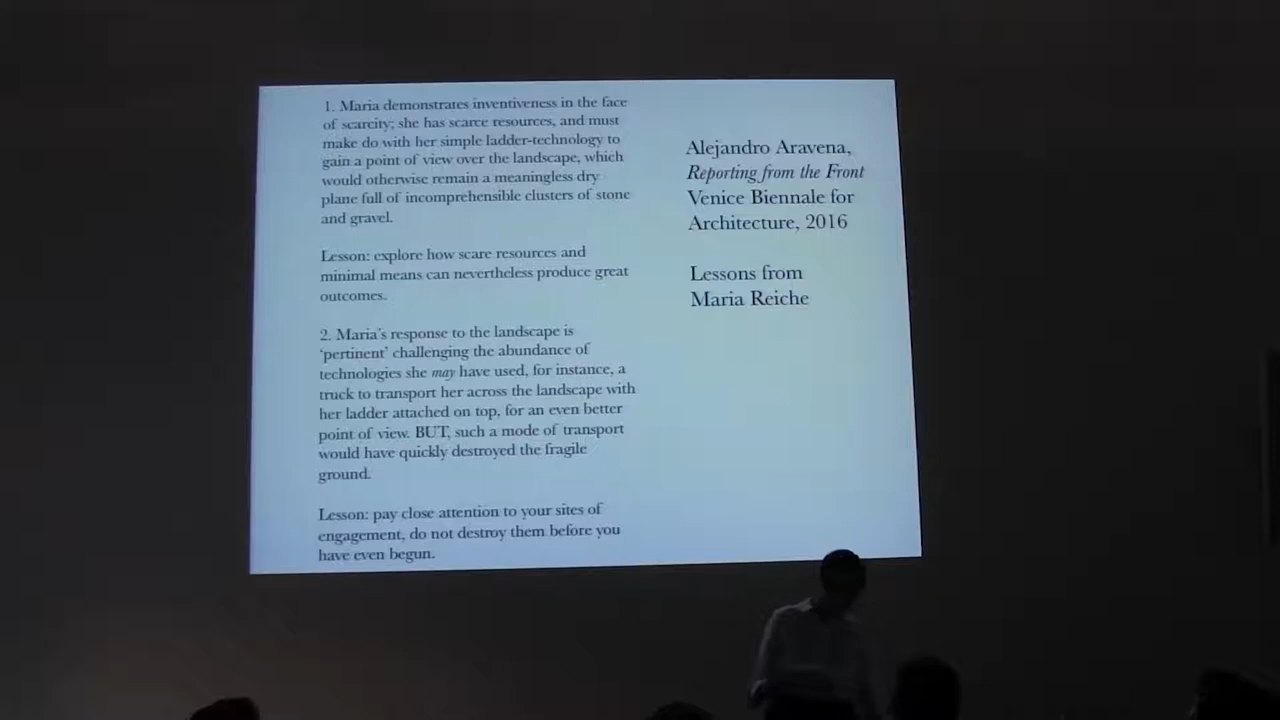 1. Maria demonstrates inventiveness in the face
of scarcity; she has scarce resources, and must
make do with her simple ladder-technology to
gain a point of view over the landscape, which
would otherwise remain a meaningless dry
plane full of incomprehensible clusters of stone
and gravel.
Lesson: explore how scare resources and
minimal means can nevertheless produce great
outcomes.
2. Maria's response to the landscape is
'pertinent' challenging the abundance of
technologies she may have used, for instance, a
truck to transport her across the landscape with
her ladder attached on top, for an even better
point of view. BUT, such a mode of transport
would have quickly destroyed the fragile
ground.
Lesson: pay close attention to your sites of
engagement, do not destroy them before you
have even begun.
Alejandro Aravena,
Reporting from the Front
Venice Biennale for
Architecture, 2016
Lessons from
Maria Reiche